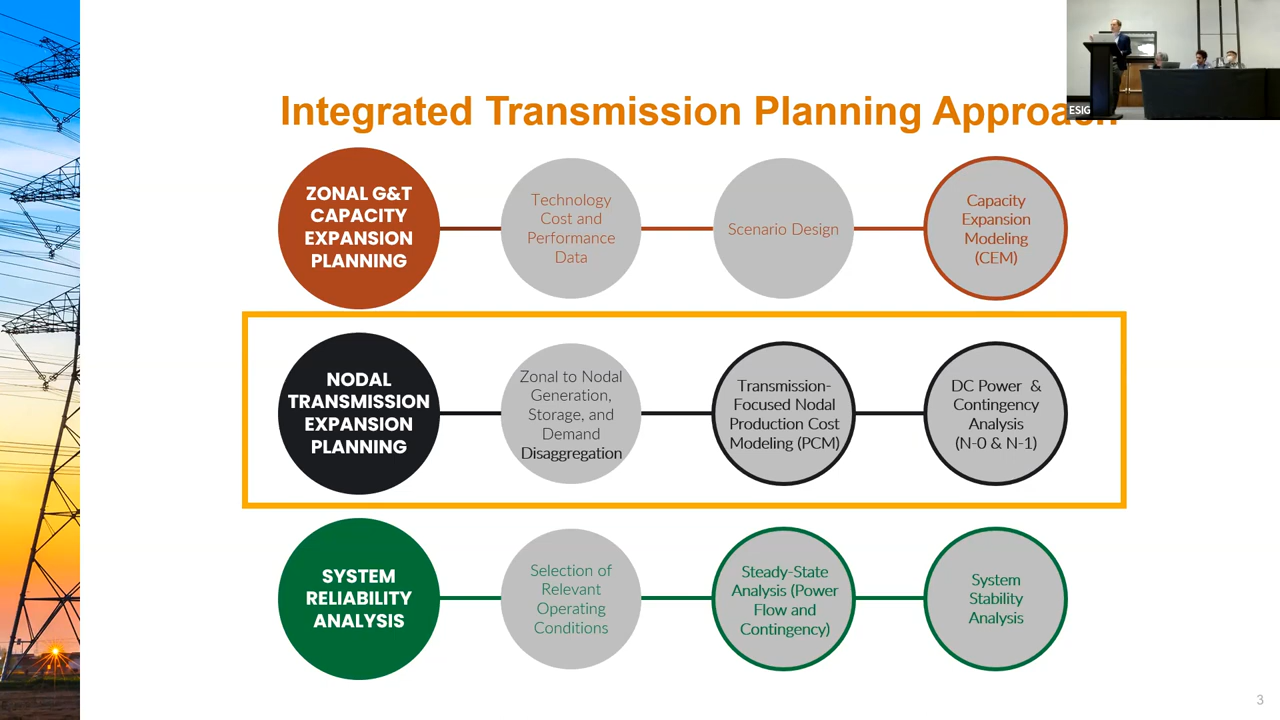 Integrated Transmission Planning Approach
ESIG
ZONAL G&T
CAPACITY
EXPANSION
PLANNING
Technology
Cost and
Performance
Data
Scenario Design
Capacity
Expansion
Modeling
(CEM)
NODAL
TRANSMISSION
EXPANSION
PLANNING
Zonal to Nodal
Generation,
Storage, and
Demand
Disaggregation
Transmission-
Focused Nodal
Production Cost
Modeling (PCM)
DC Power &
Contingency
Analysis
(N-0 & N-1)
SYSTEM
RELIABILITY
ANALYSIS
Selection of
Relevant
Operating
Conditions
Steady-State
Analysis (Power
Flow and
Contingency)
System
Stability
Analysis
3